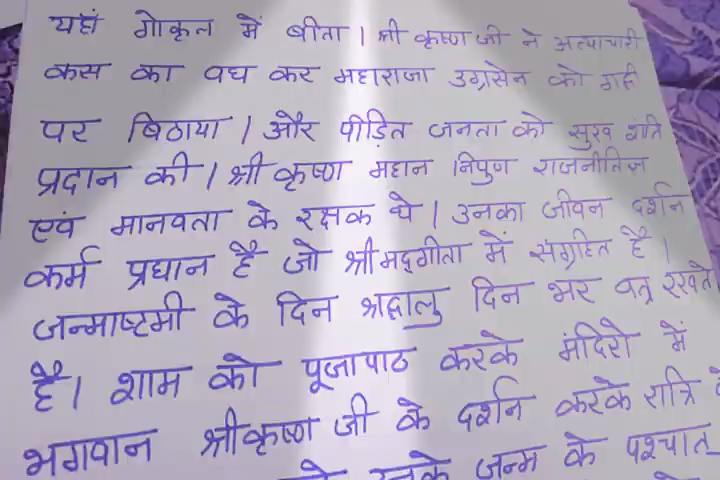 यहां गोकुल में बीता। श्री कृष्ण जी ने अत्याचारी
कंस का वध कर महाराजा उग्रसेन को गद्दी
पर बिठाया। और पीड़ित जनता को सुख शांति
प्रदान की। श्री कृष्ण महान निपुण राजनीतिज्ञ
एवं मानवता के रक्षक थे। उनका जीवन दर्शन
कर्म प्रधान है जो श्रीमद्गीता में संग्रहित है।
जन्माष्टमी के दिन श्रद्धालु दिन भर वत्र रखते
है। शाम को पूजापाठ करके मंदिरो में
भगवान श्रीकृष्ण जी के दर्शन करके रात्रि
उनके जन्म के पश्चात